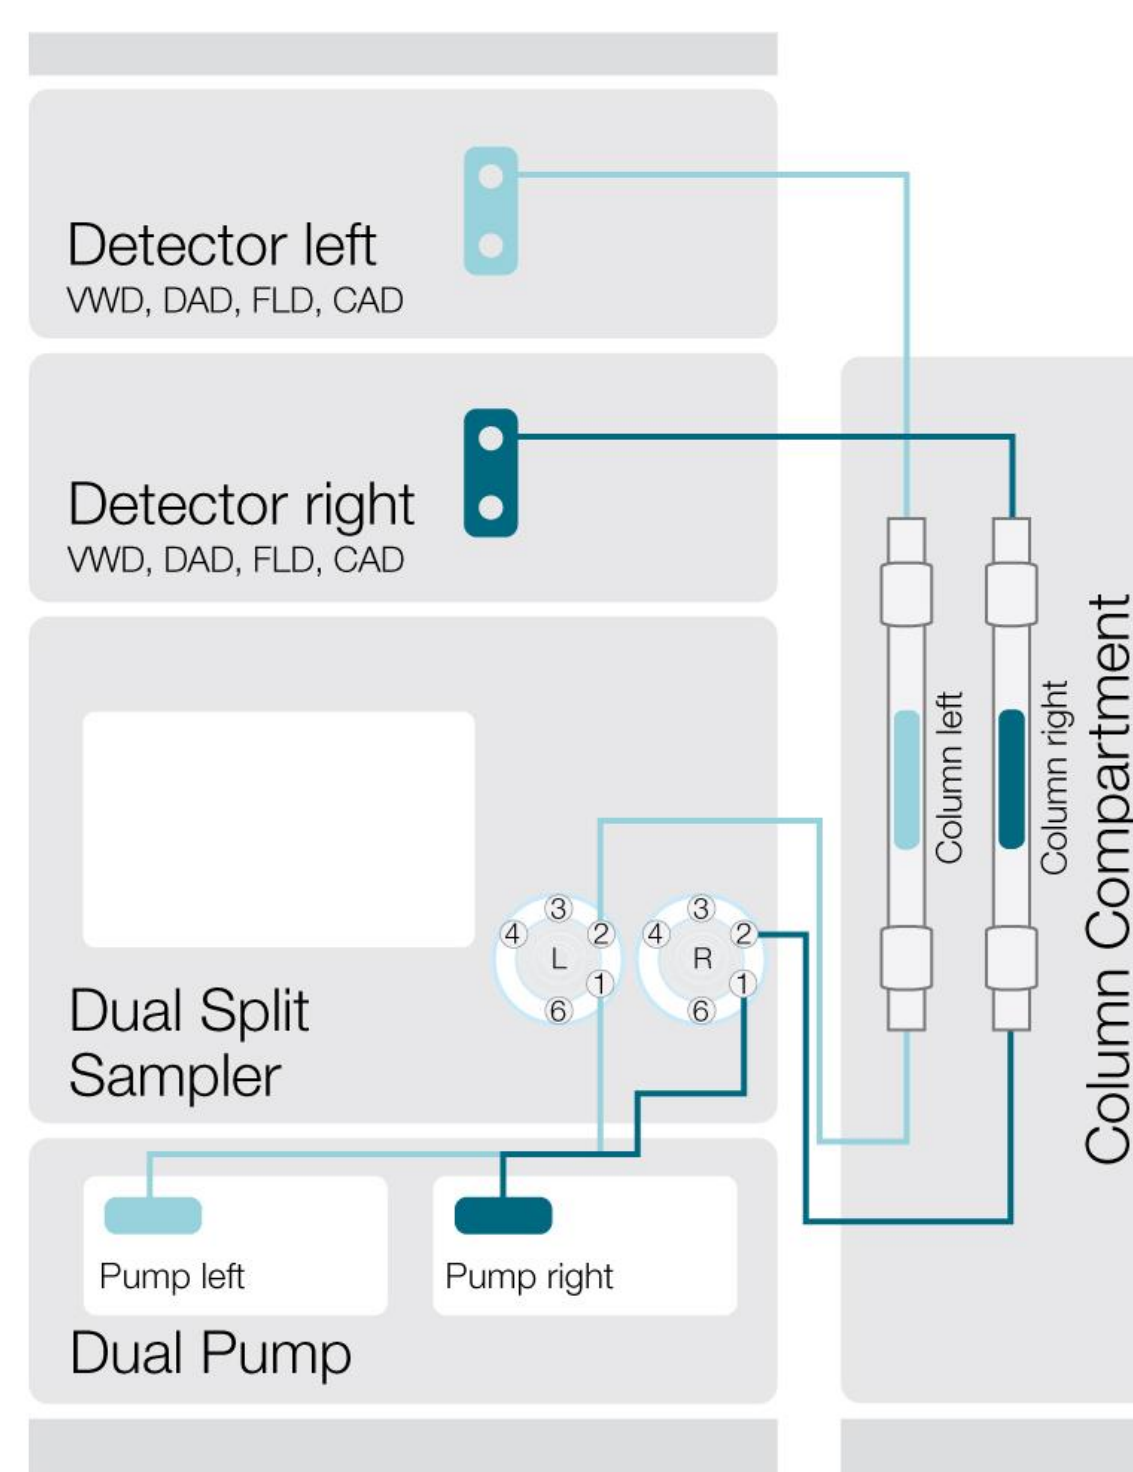 Detector left
VWD, DAD, FLD, CAD
Detector right
VWD, DAD, FLD, CAD
Column left
Column right
Column Compartment
3
4
2
L
1
6
3
4
2
R
1
6
Dual Split
Sampler
Pump left
Pump right
Dual Pump